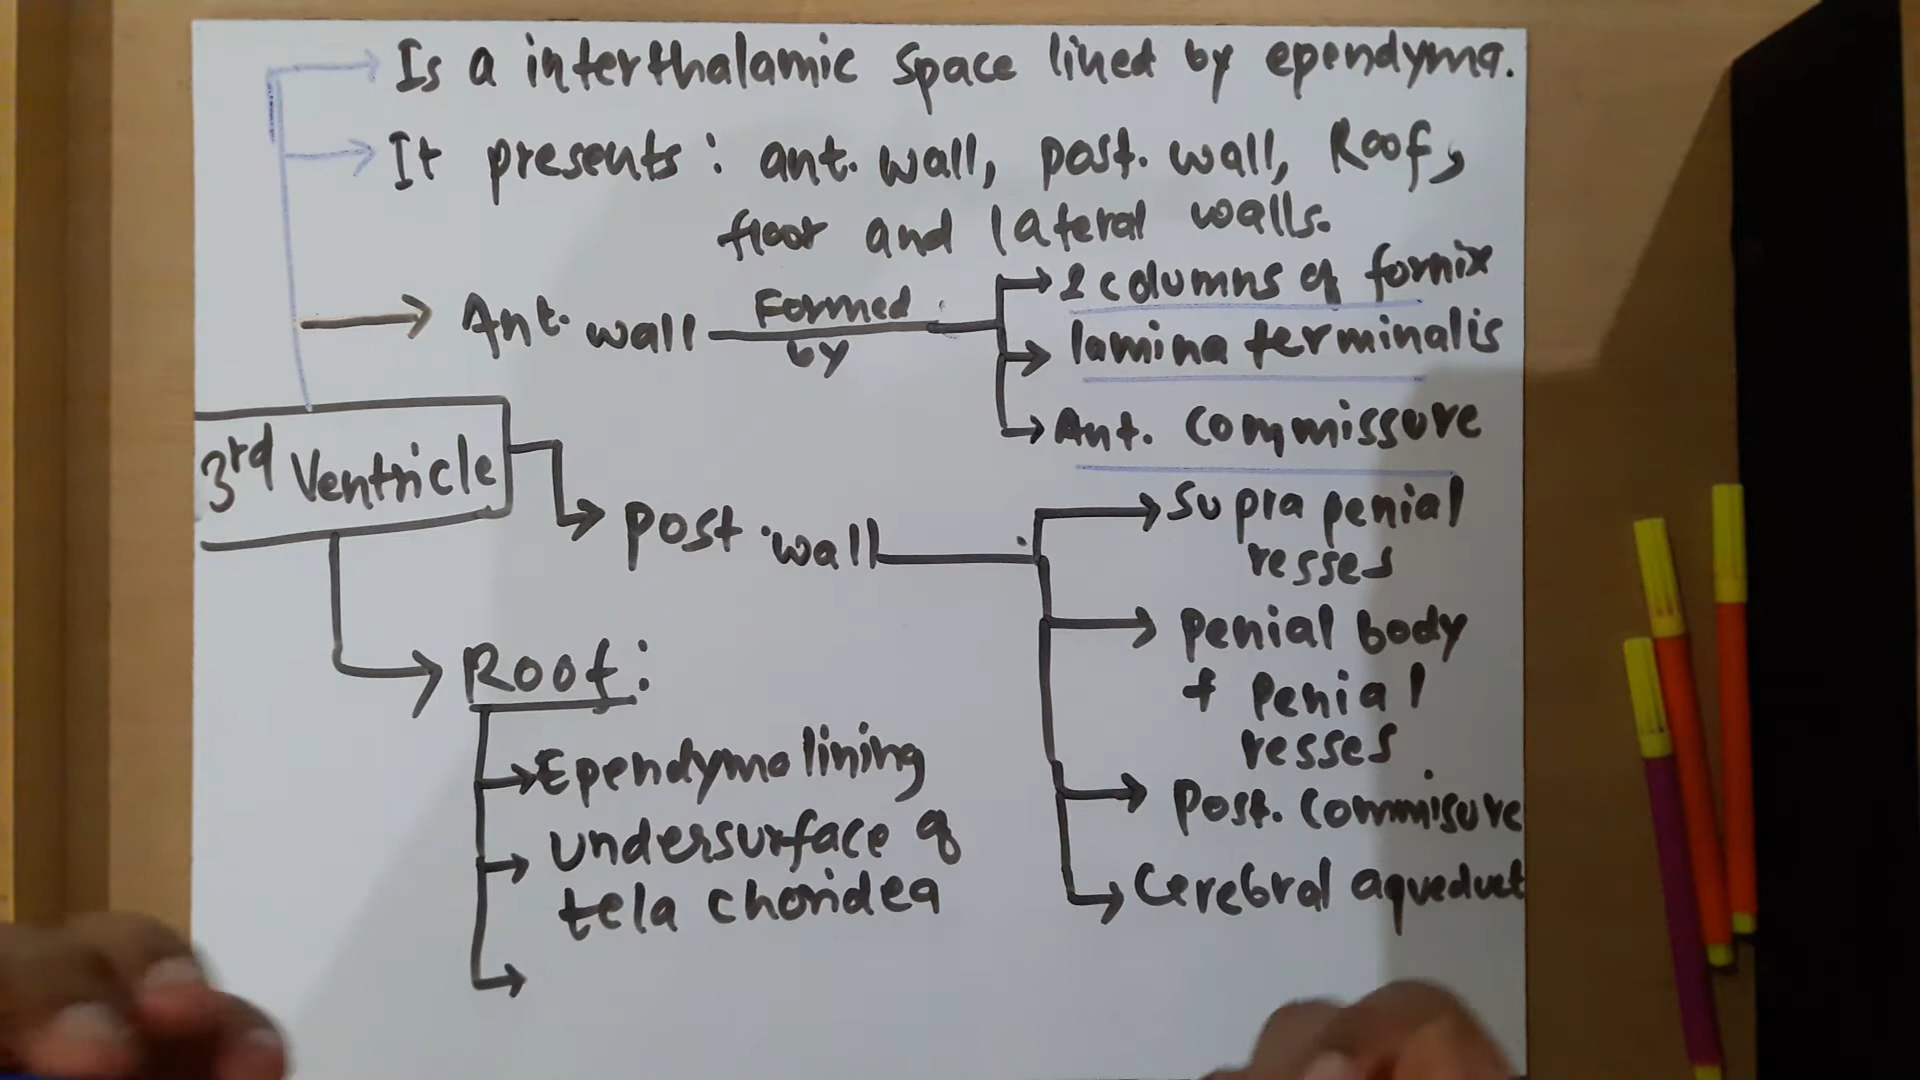 Is a interthalamic space lined by ependyma.
It presents: ant. wall, post. wall, Roof,
floor and lateral walls.
Ant. wall Formed by
2 columns of fornix
lamina terminalis
Ant. commissure
3rd Ventricle
post. wall
Supra penial
resses
penial body
+ Penial
resses
Post. Commisure
Cerebral aqueduct
Roof:
Ependyma lining
undersurface of
tela choridea